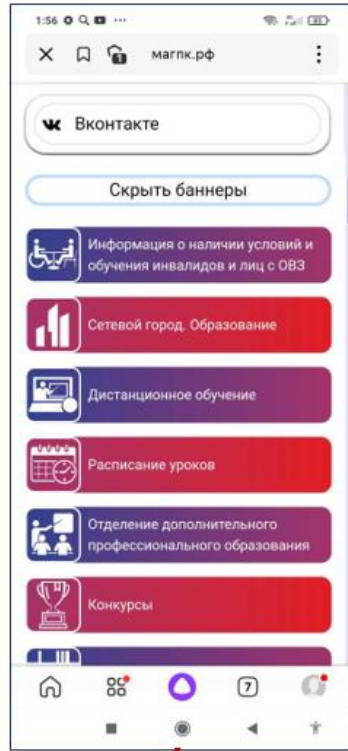 1:56
магпк.рф
Вконтакте
Скрыть баннеры
Информация о наличии условий и
обучения инвалидов и лиц с ОВЗ
Сетевой город. Образование
Дистанционное обучение
Расписание уроков
Отделение дополнительного
профессионального образования
Конкурсы
7